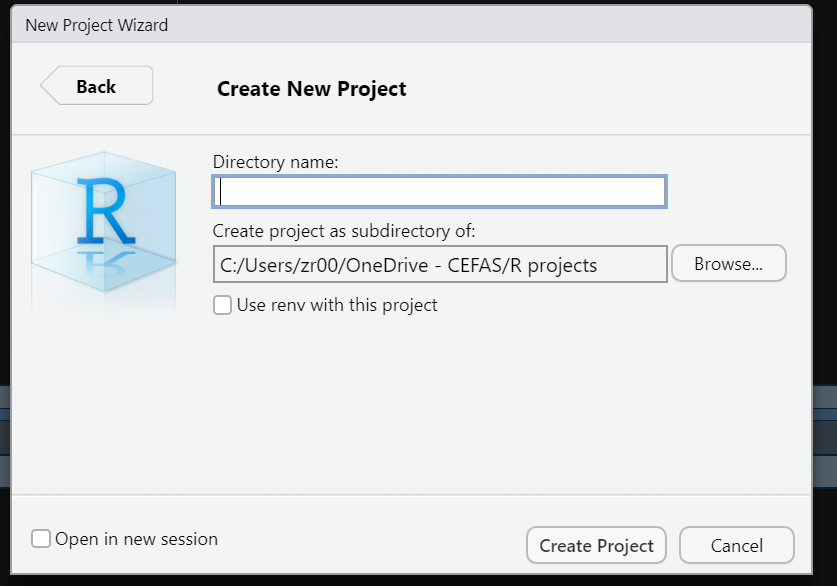 New Project Wizard
Back
Create New Project
R
Directory name:
Create project as subdirectory of:
C:/Users/zr00/OneDrive - CEFAS/R projects
Browse...
Use renv with this project
Open in new session
Create Project
Cancel